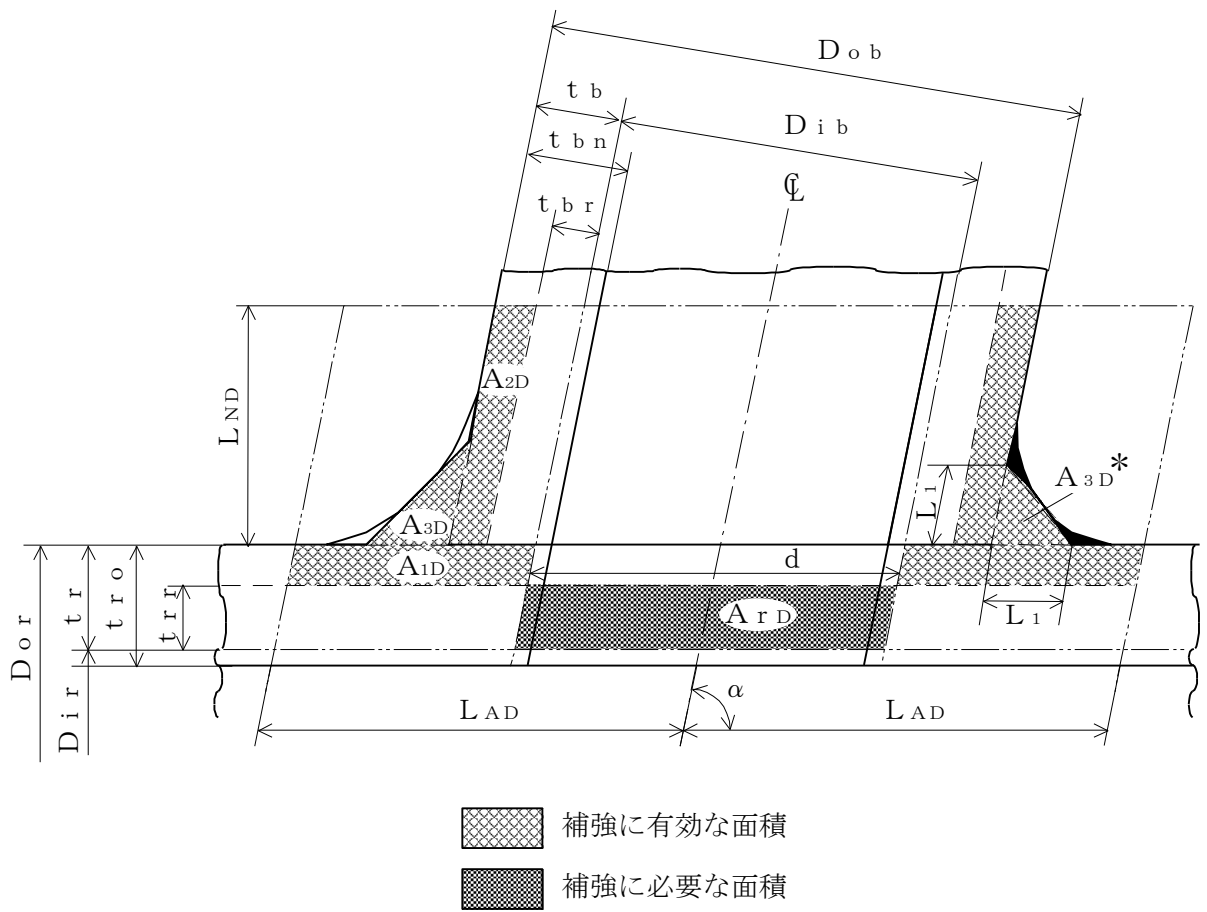 Dob
tb
Dib
tbn
℄
tbr
A2D
LND
A3D*
L1
A3D
A1D
d
trr
tr
tro
ArD
L1
Dor
Dir
α
LAD
LAD
補強に有効な面積
補強に必要な面積